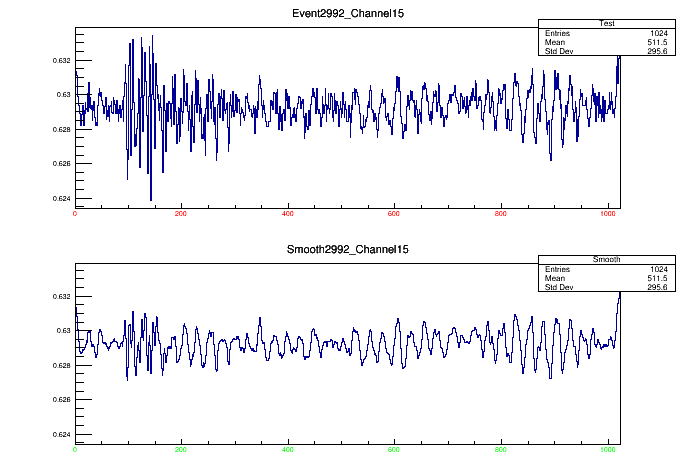 Event2992_Channel15
Test
Entries 1024
Mean 511.5
Std Dev 295.6
0.632
0.63
0.628
0.626
0.624
0 200 400 600 800 1000
Smooth2992_Channel15
Smooth
Entries 1024
Mean 511.5
Std Dev 295.6
0.632
0.63
0.628
0.626
0.624
0 200 400 600 800 1000